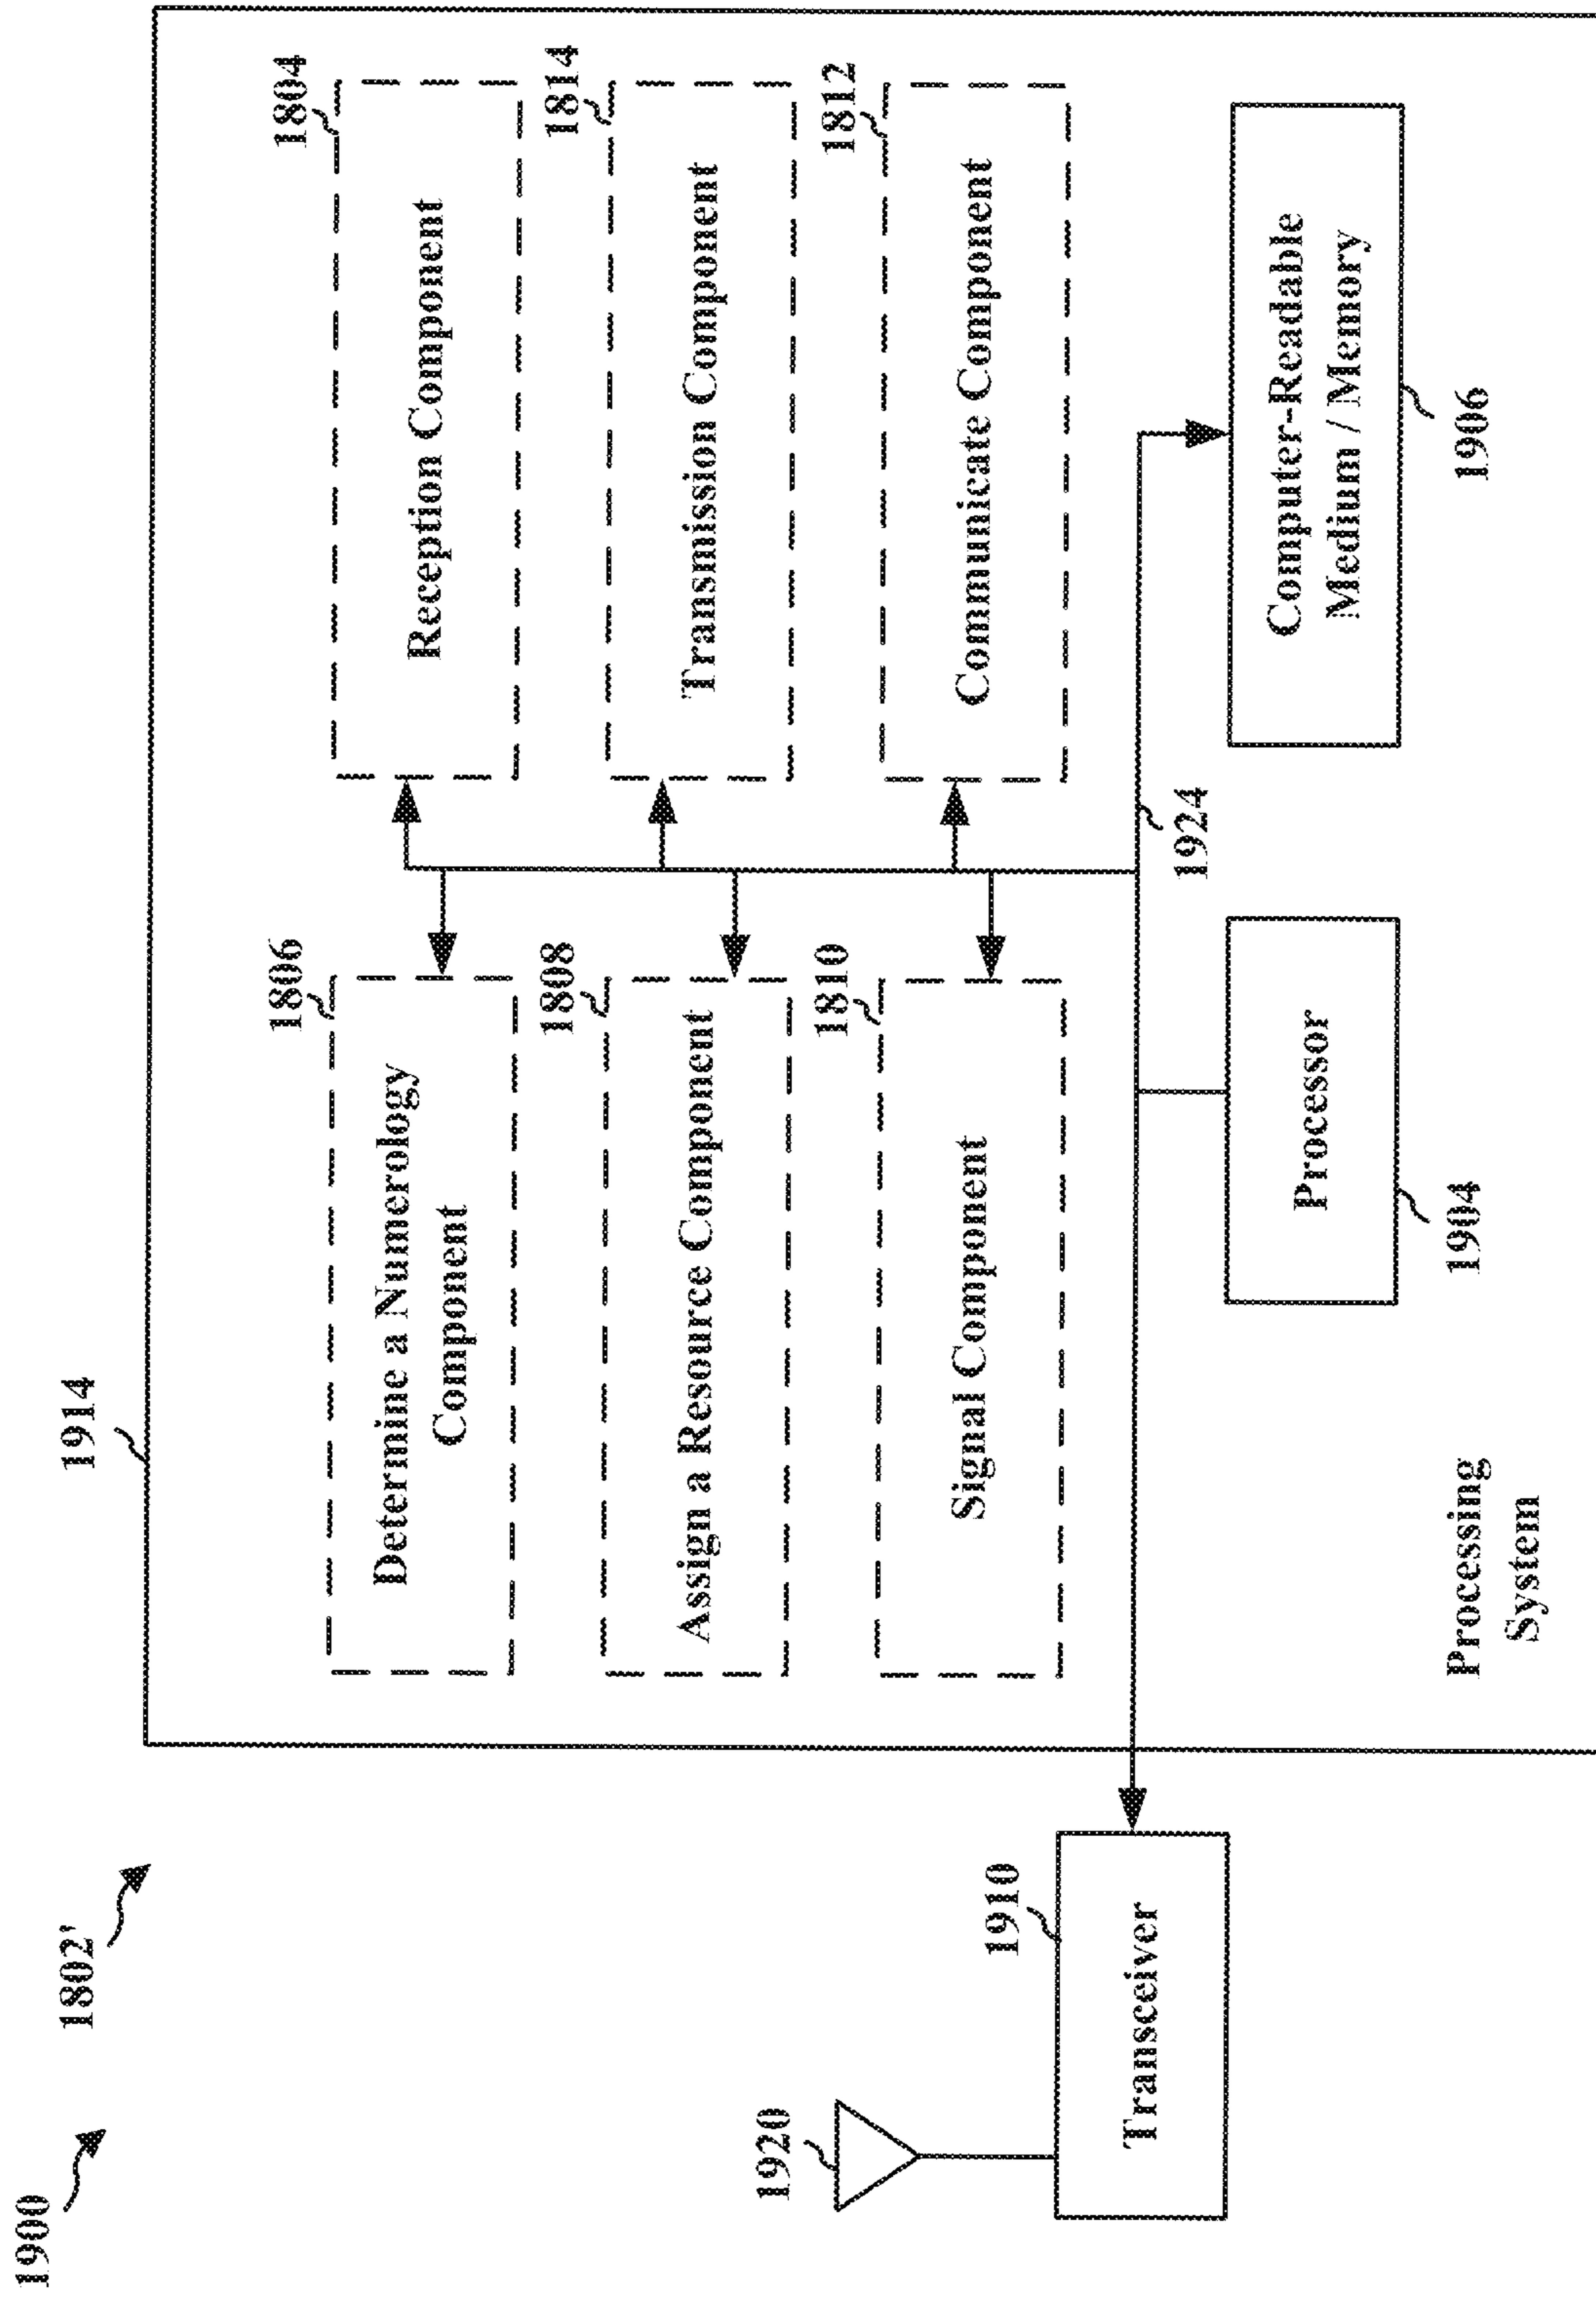 1900
1802'
1914
1806
Determine a Numerology
Component
1804
Reception Component
1808
Assign a Resource Component
1814
Transmission Component
1810
Signal Component
1812
Communicate Component
1920
1910
Transceiver
1924
Processor
1904
Computer-Readable
Medium / Memory
1906
Processing
System